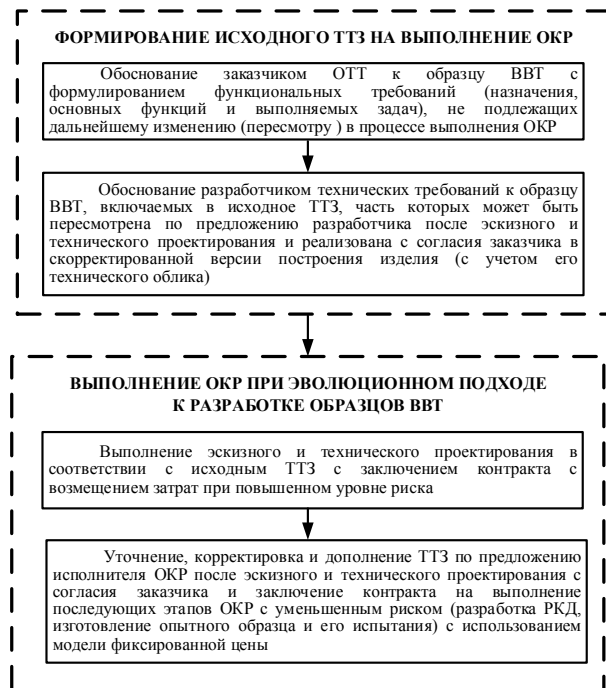 ФОРМИРОВАНИЕ ИСХОДНОГО ТТЗ НА ВЫПОЛНЕНИЕ ОКР
Обоснование заказчиком ОТТ к образцу ВВТ с
формулированием функциональных требований (назначения,
основных функций и выполняемых задач), не подлежащих
дальнейшему изменению (пересмотру ) в процессе выполнения ОКР
Обоснование разработчиком технических требований к образцу
ВВТ, включаемых в исходное ТТЗ, часть которых может быть
пересмотрена по предложению разработчика после эскизного и
технического проектирования и реализована с согласия заказчика в
скорректированной версии построения изделия (с учетом его
технического облика)
ВЫПОЛНЕНИЕ ОКР ПРИ ЭВОЛЮЦИОННОМ ПОДХОДЕ
К РАЗРАБОТКЕ ОБРАЗЦОВ ВВТ
Выполнение эскизного и технического проектирования в
соответствии с исходным ТТЗ с заключением контракта с
возмещением затрат при повышенном уровне риска
Уточнение, корректировка и дополнение ТТЗ по предложению
исполнителя ОКР после эскизного и технического проектирования с
согласия заказчика и заключение контракта на выполнение
последующих этапов ОКР с уменьшенным риском (разработка РКД,
изготовление опытного образца и его испытания) с использованием
модели фиксированной цены